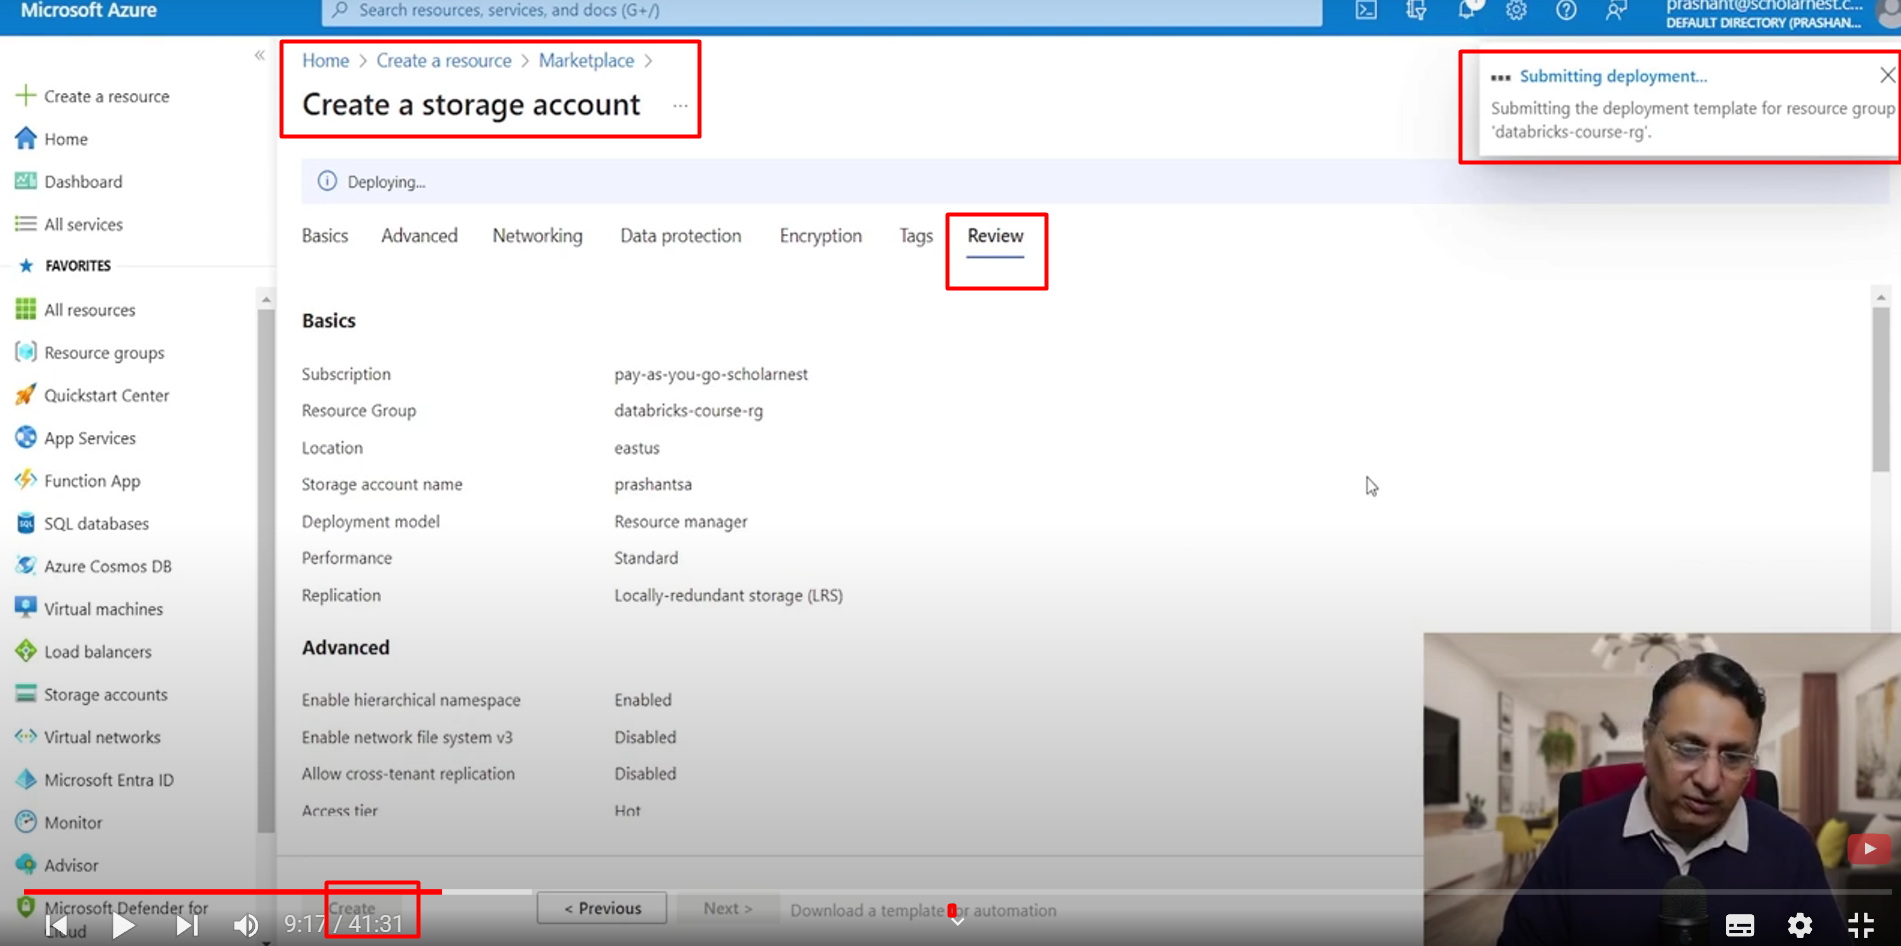 Microsoft Azure
Search resources, services, and docs (G+/)
prashant@scholarnest.c...
DEFAULT DIRECTORY (PRASHAN...
Create a resource
Home
Dashboard
All services
FAVORITES
All resources
Resource groups
Quickstart Center
App Services
Function App
SQL databases
Azure Cosmos DB
Virtual machines
Load balancers
Storage accounts
Virtual networks
Microsoft Entra ID
Monitor
Advisor
Microsoft Defender for
Cloud
Home > Create a resource > Marketplace >
Create a storage account ...
Submitting deployment...
Submitting the deployment template for resource group
'databricks-course-rg'.
Deploying...
Basics Advanced Networking Data protection Encryption Tags Review
Basics
Subscription pay-as-you-go-scholarnest
Resource Group databricks-course-rg
Location eastus
Storage account name prashantsa
Deployment model Resource manager
Performance Standard
Replication Locally-redundant storage (LRS)
Advanced
Enable hierarchical namespace Enabled
Enable network file system v3 Disabled
Allow cross-tenant replication Disabled
Access tier Hot
Create < Previous Next > Download a template for automation
9:17 / 41:31